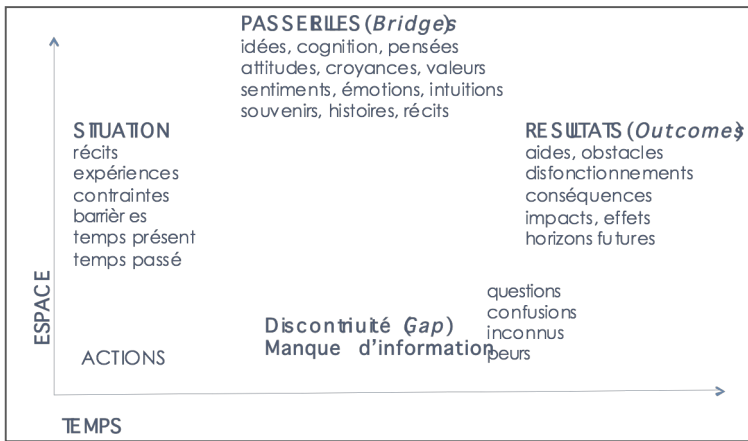 PASSERELLES (Bridges)
idées, cognition, pensées
attitudes, croyances, valeurs
sentiments, émotions, intuitions
souvenirs, histoires, récits
SITUATION
récits
expériences
contraintes
barrières
temps présent
temps passé
RESULTATS (Outcomes)
aides, obstacles
disfonctionnements
conséquences
impacts, effets
horizons futures
ESPACE
questions
confusions
inconnus
peurs
Discontinuité (Gap)
Manque d'information
ACTIONS
TEMPS